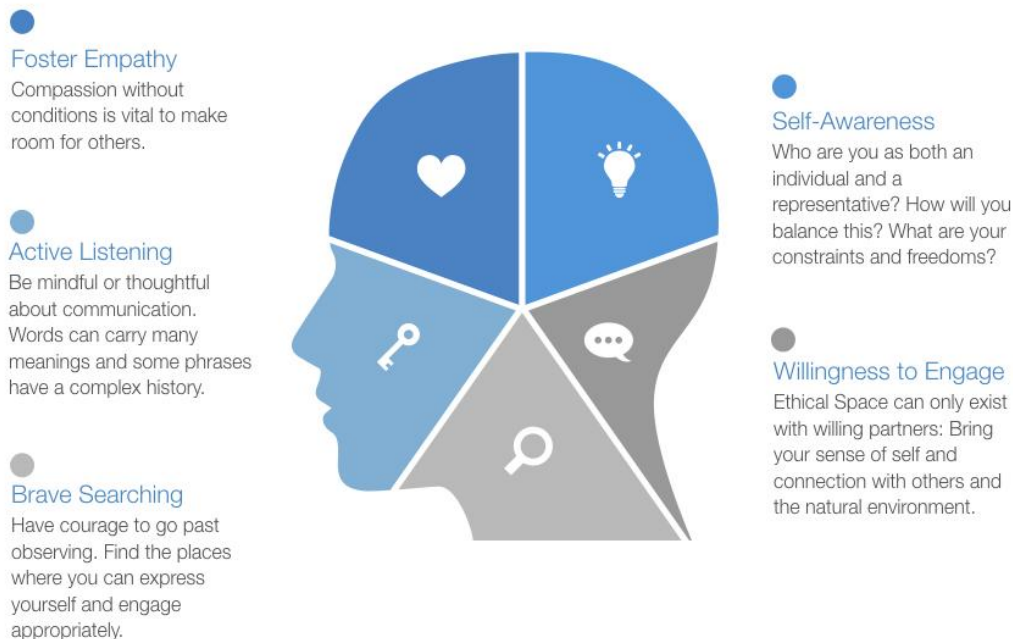 Foster Empathy
Compassion without
conditions is vital to make
room for others.
Active Listening
Be mindful or thoughtful
about communication.
Words can carry many
meanings and some phrases
have a complex history.
Brave Searching
Have courage to go past
observing. Find the places
where you can express
yourself and engage
appropriately.
Self-Awareness
Who are you as both an
individual and a
representative? How will you
balance this? What are your
constraints and freedoms?
Willingness to Engage
Ethical Space can only exist
with willing partners: Bring
your sense of self and
connection with others and
the natural environment.